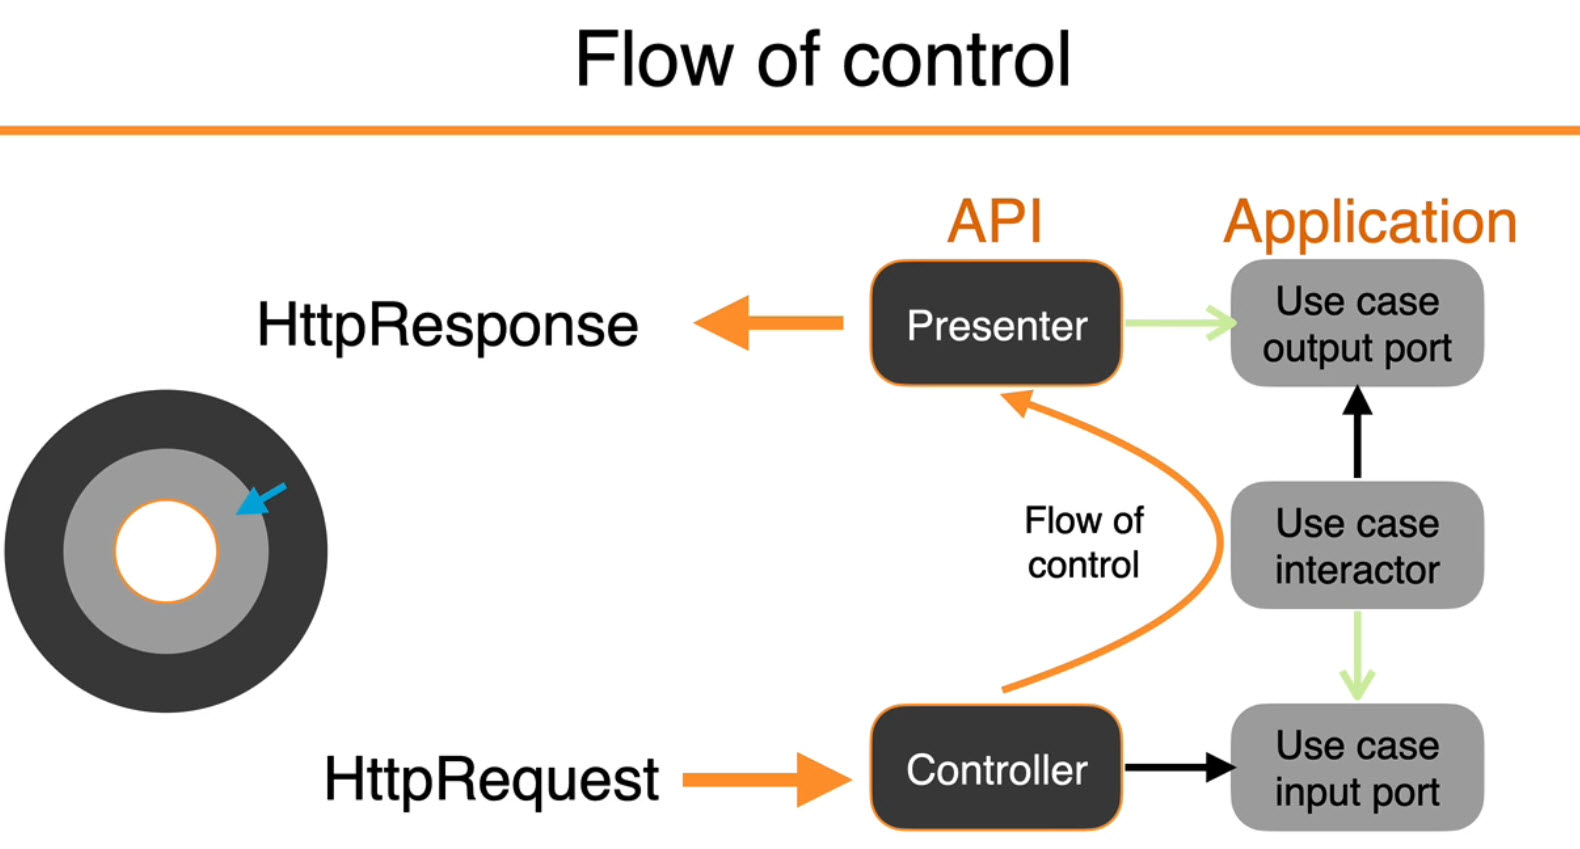 Flow of control
API
Application
HttpResponse
Presenter
Use case
output port
Flow of
control
Use case
interactor
HttpRequest
Controller
Use case
input port